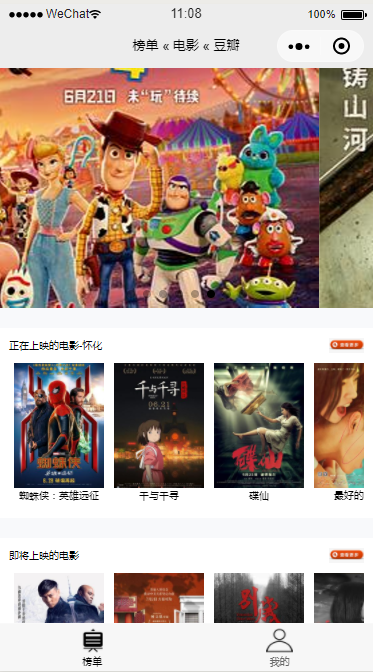 WeChat 11:08 100%
榜单 « 电影 « 豆瓣
6月21日 未“玩”待续
铸山河
正在上映的电影-怀化
千与千寻
06.21
蜘蛛侠
碟仙
蜘蛛侠：英雄远征 千与千寻 碟仙 最好的
即将上映的电影
榜单 我的